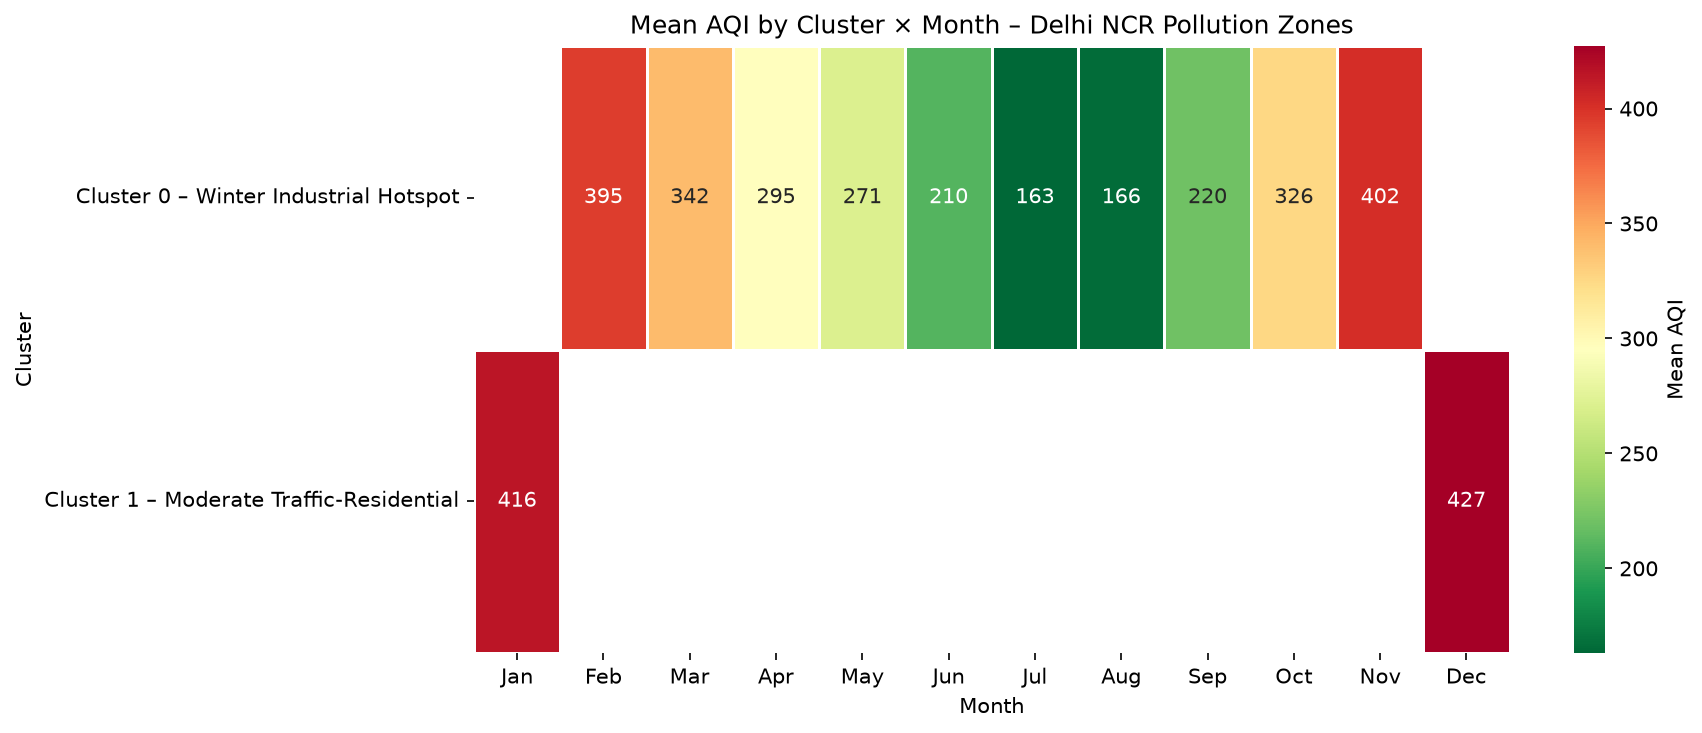 Mean AQI by Cluster × Month – Delhi NCR Pollution Zones
Cluster
Cluster 0 – Winter Industrial Hotspot
395 342 295 271 210 163 166 220 326 402
Cluster 1 – Moderate Traffic-Residential
416 427
Jan Feb Mar Apr May Jun Jul Aug Sep Oct Nov Dec
Month
400
350
300
250
200
Mean AQI